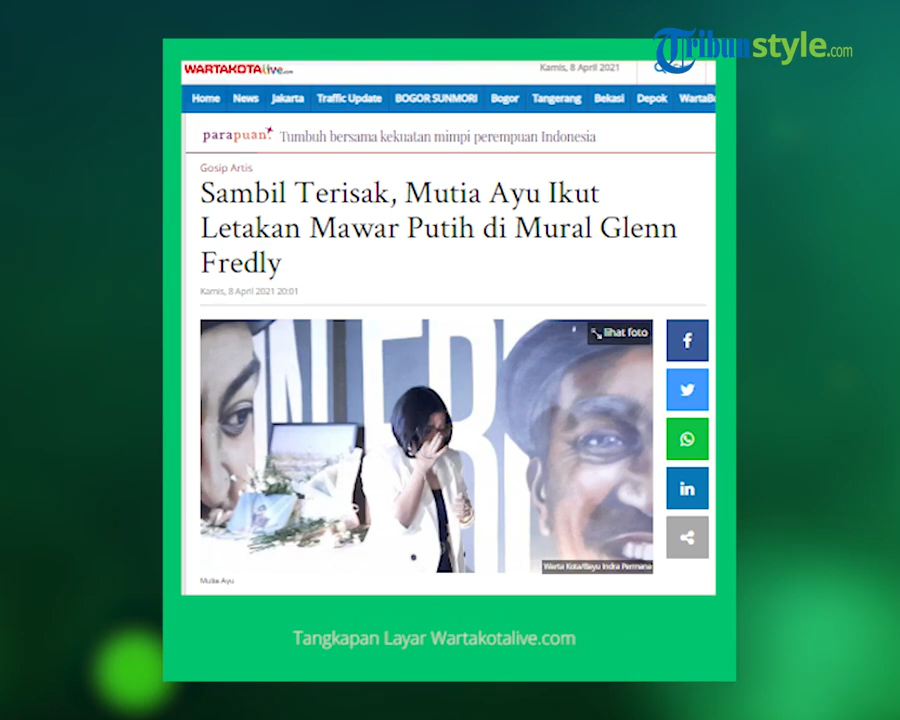 Tribunstyle.com
WARTAKOTAlive.com
Kamis, 8 April 2021
Home News Jakarta Traffic Update BOGOR SUNMORI Bogor Tangerang Bekasi Depok
parapuan. Tumbuh bersama kekuatan mimpi perempuan Indonesia
Gosip Artis
Sambil Terisak, Mutia Ayu Ikut
Letakan Mawar Putih di Mural Glenn
Fredly
Kamis, 8 April 2021 20:01
lihat foto
Warta Kota/Bayu Indra Permana
Mutia Ayu
Tangkapan Layar Wartakotalive.com